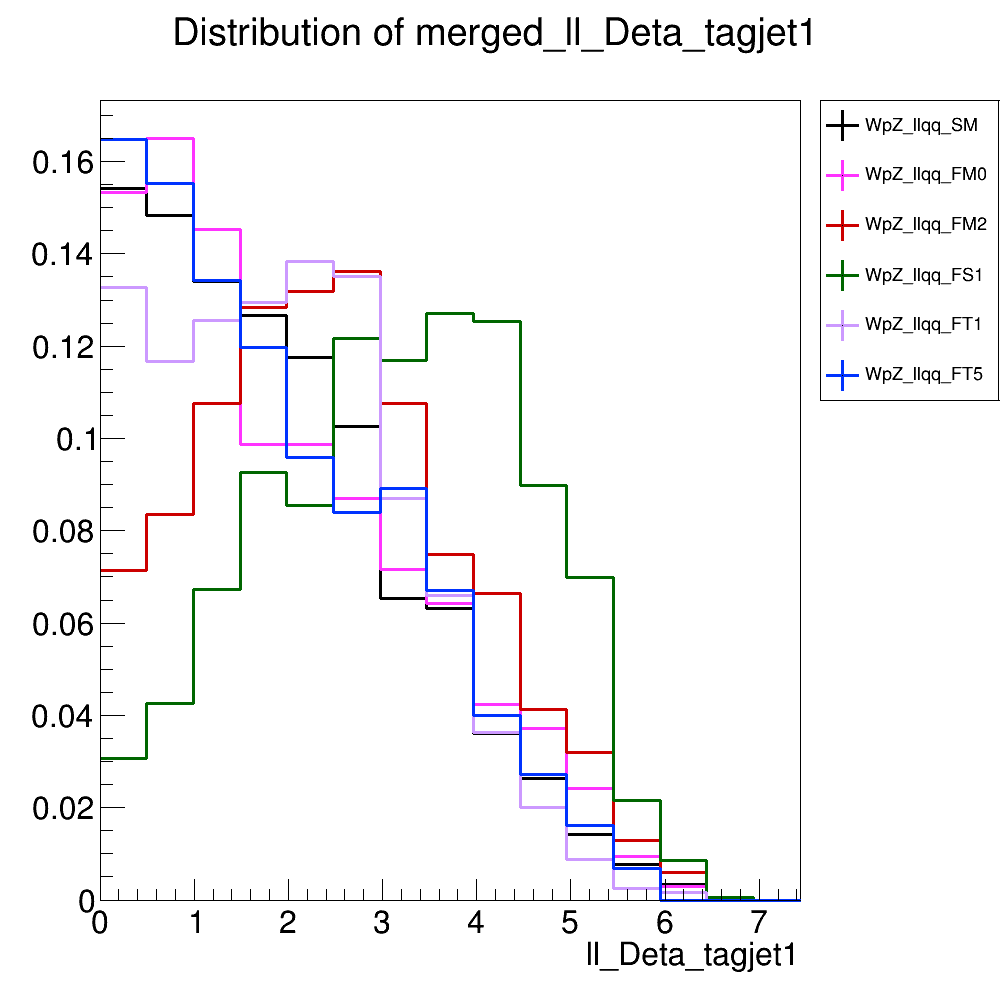 Distribution of merged_ll_Deta_tagjet1
WpZ_llqq_SM
WpZ_llqq_FM0
WpZ_llqq_FM2
WpZ_llqq_FS1
WpZ_llqq_FT1
WpZ_llqq_FT5
0.16
0.14
0.12
0.1
0.08
0.06
0.04
0.02
0
0 1 2 3 4 5 6 7
ll_Deta_tagjet1